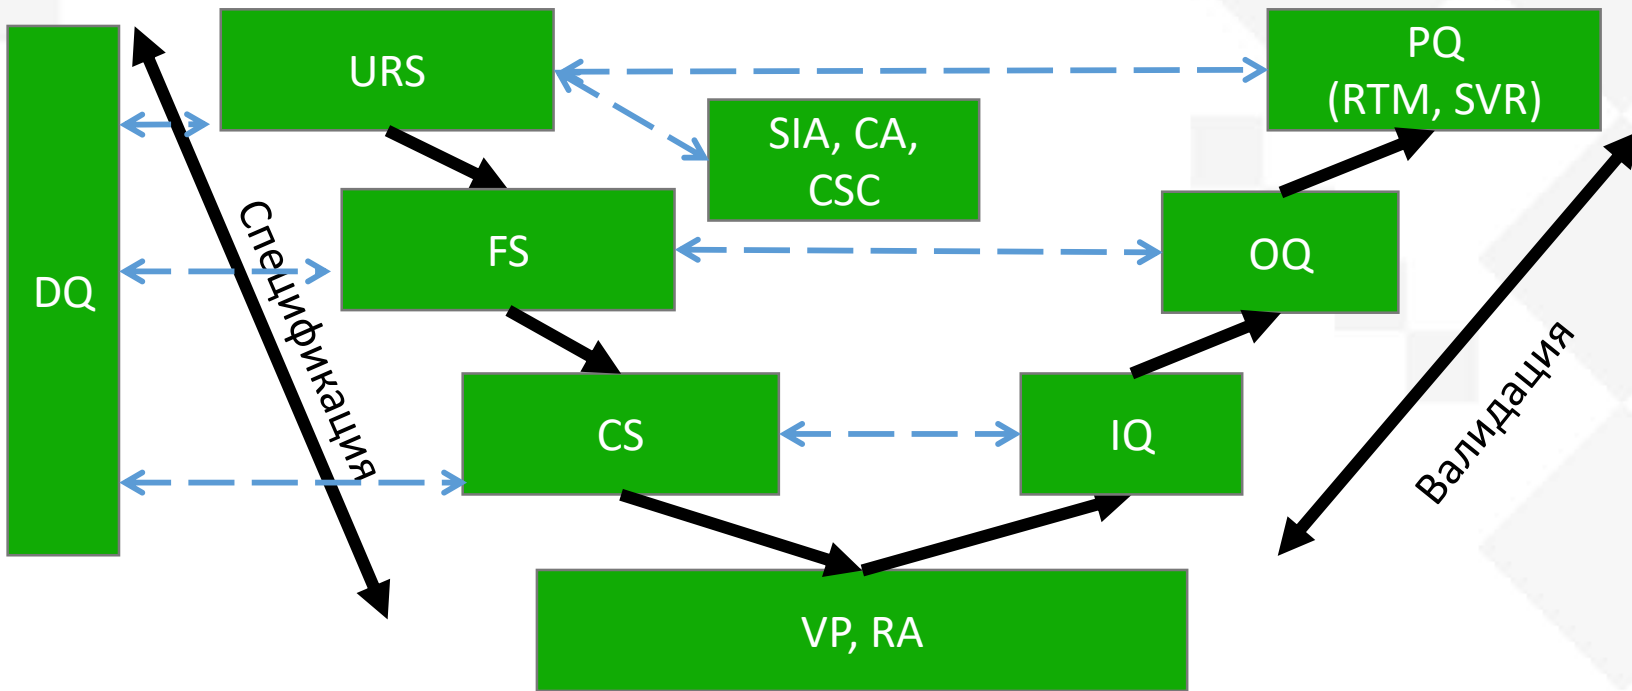 URS
PQ
(RTM, SVR)
SIA, CA,
CSC
DQ
Спецификация
FS
OQ
CS
IQ
Валидация
VP, RA